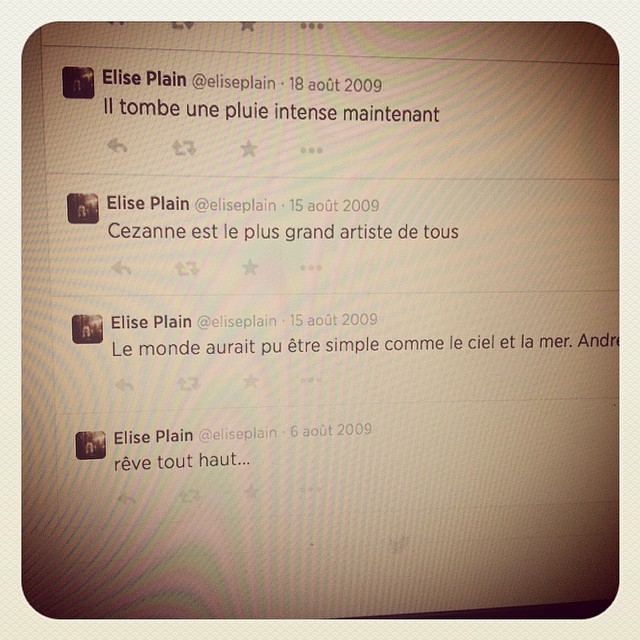 Elise Plain @eliseplain · 18 août 2009
Il tombe une pluie intense maintenant
Elise Plain @eliseplain · 15 août 2009
Cezanne est le plus grand artiste de tous
Elise Plain @eliseplain · 15 août 2009
Le monde aurait pu être simple comme le ciel et la mer. Andre
Elise Plain @eliseplain · 6 août 2009
rêve tout haut...